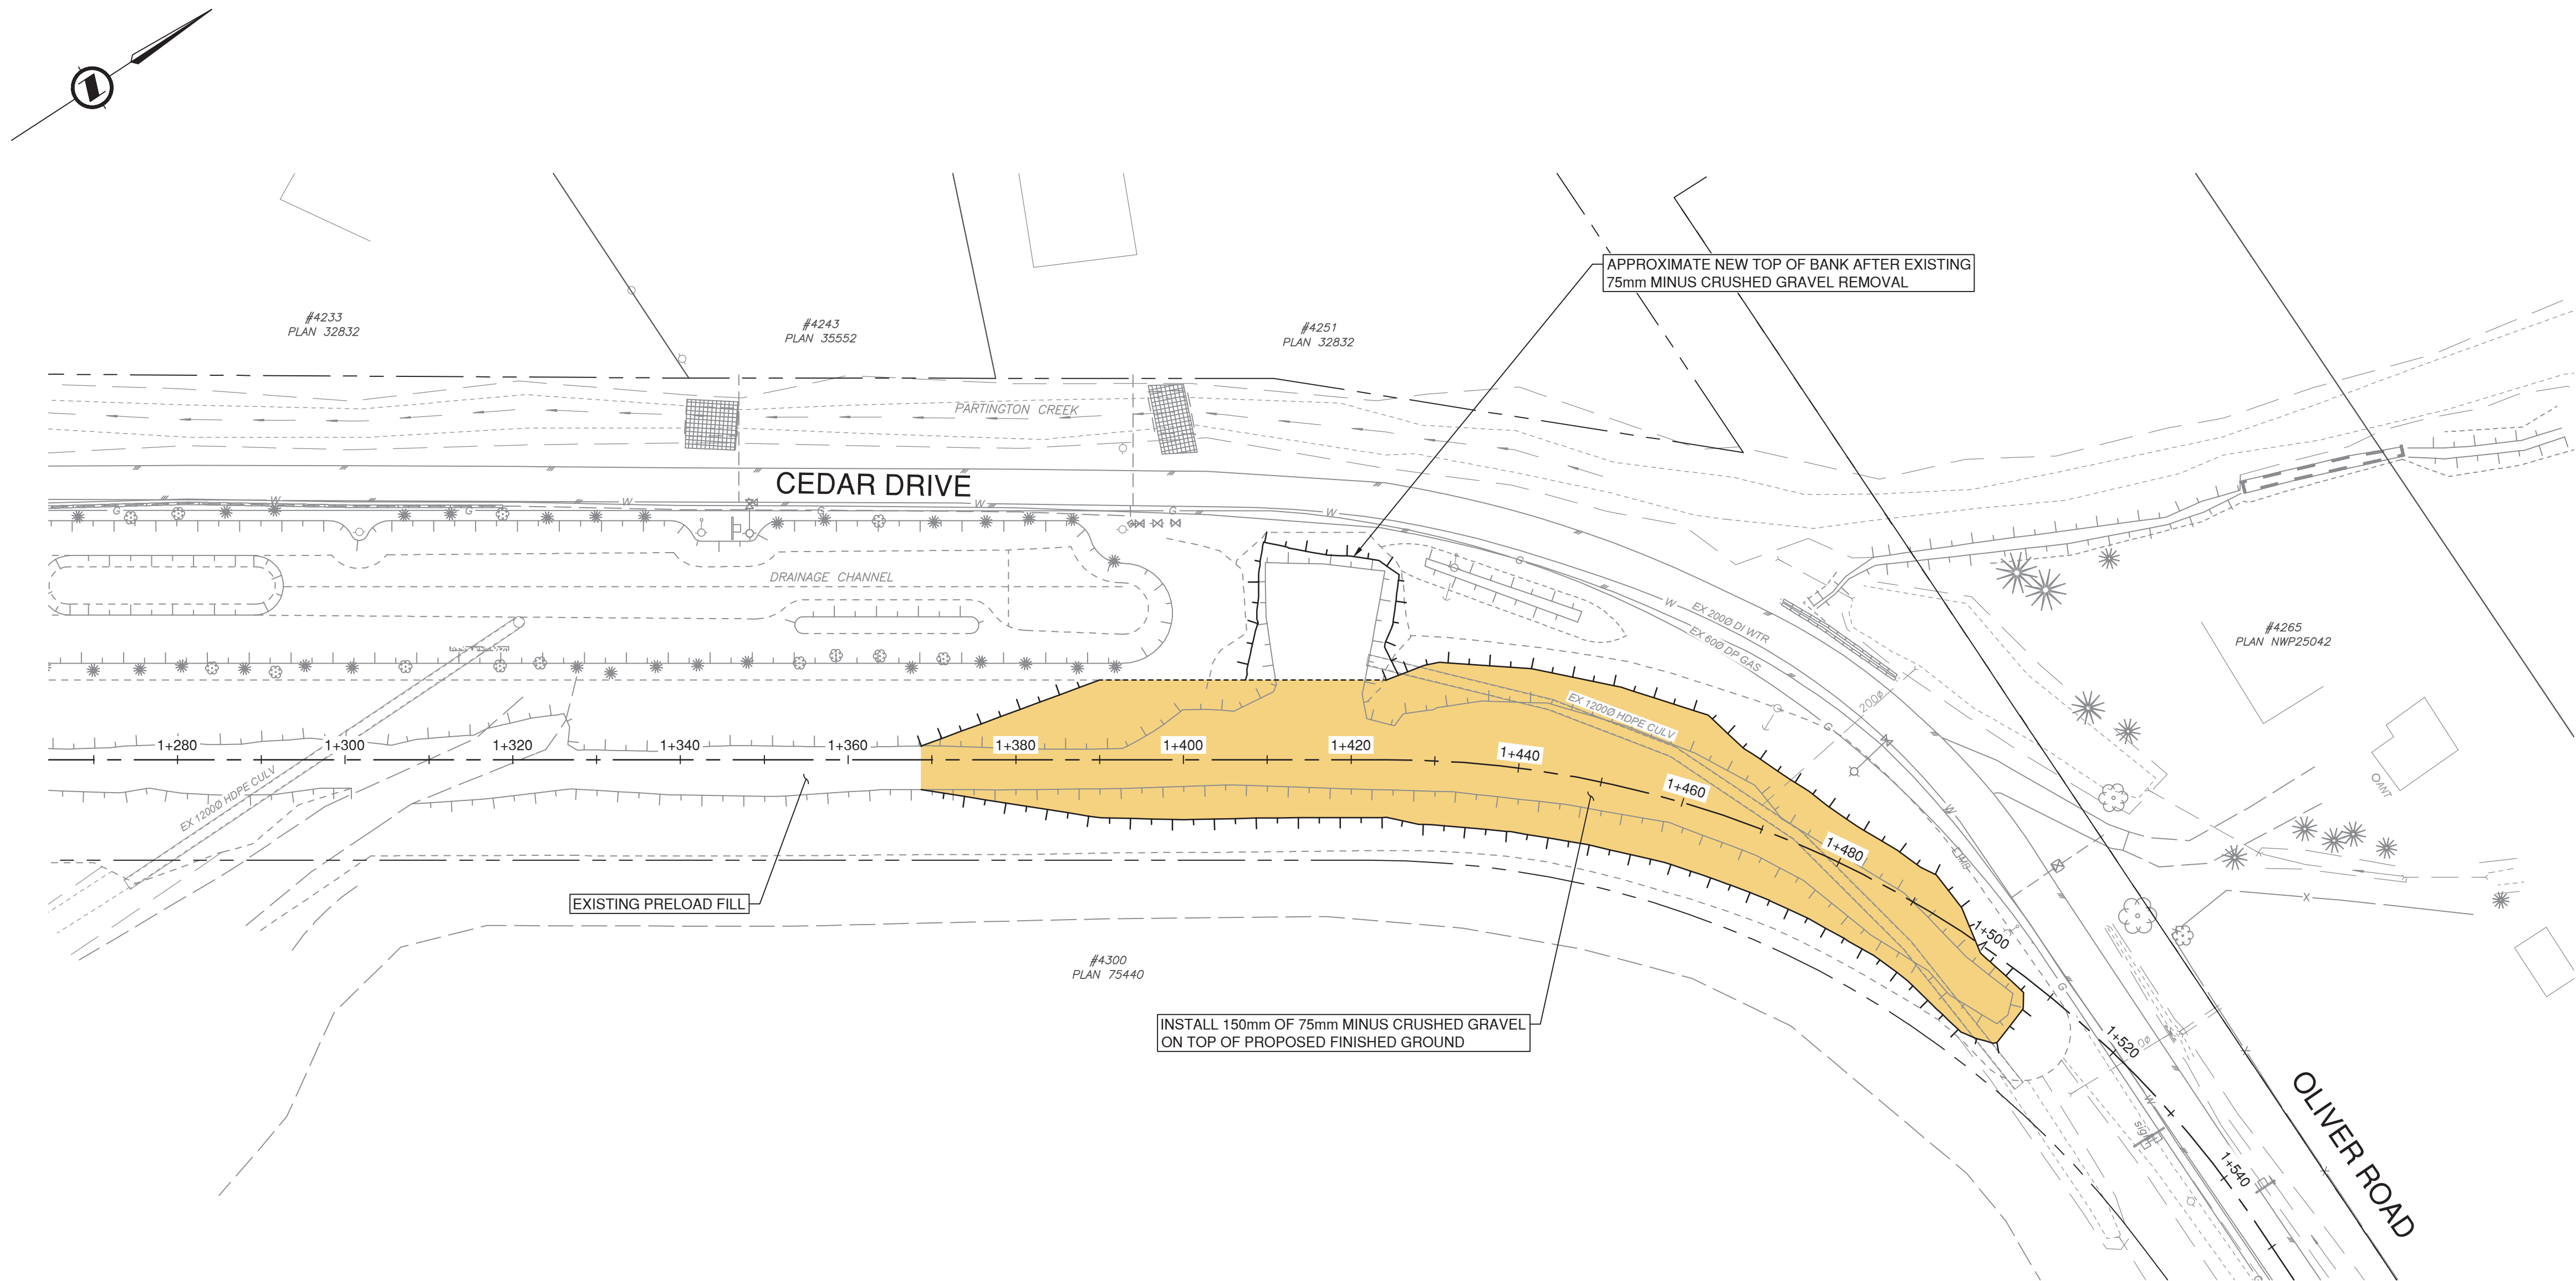 APPROXIMATE NEW TOP OF BANK AFTER EXISTING
75mm MINUS CRUSHED GRAVEL REMOVAL
#4233
PLAN 32832
#4243
PLAN 35552
#4251
PLAN 32832
PARTINGTON CREEK
CEDAR DRIVE
W
W
W
W
G
G
G
G
G
DRAINAGE CHANNEL
W
EX 200Ø DI WTR
EX 60Ø DP GAS
#4265
PLAN NWP25042
200ø
EX 1200Ø HDPE CULV
G
1+280
1+300
1+320
1+340
1+360
1+380
1+400
1+420
1+440
1+460
1+480
1+500
1+520
1+540
EX 1200Ø HDPE CULV
OANT
W
X
EXISTING PRELOAD FILL
#4300
PLAN 75440
G
INSTALL 150mm OF 75mm MINUS CRUSHED GRAVEL
ON TOP OF PROPOSED FINISHED GROUND
X
W
sign
X
OLIVER ROAD